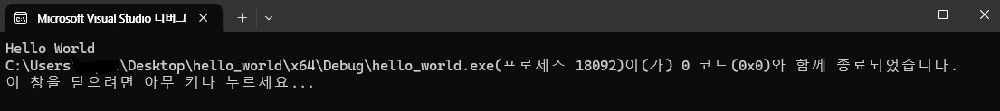 Microsoft Visual Studio 디버그
Hello World
C:\Users\ \Desktop\hello_world\x64\Debug\hello_world.exe(프로세스 18092)이(가) 0 코드(0x0)와 함께 종료되었습니다.
이 창을 닫으려면 아무 키나 누르세요...